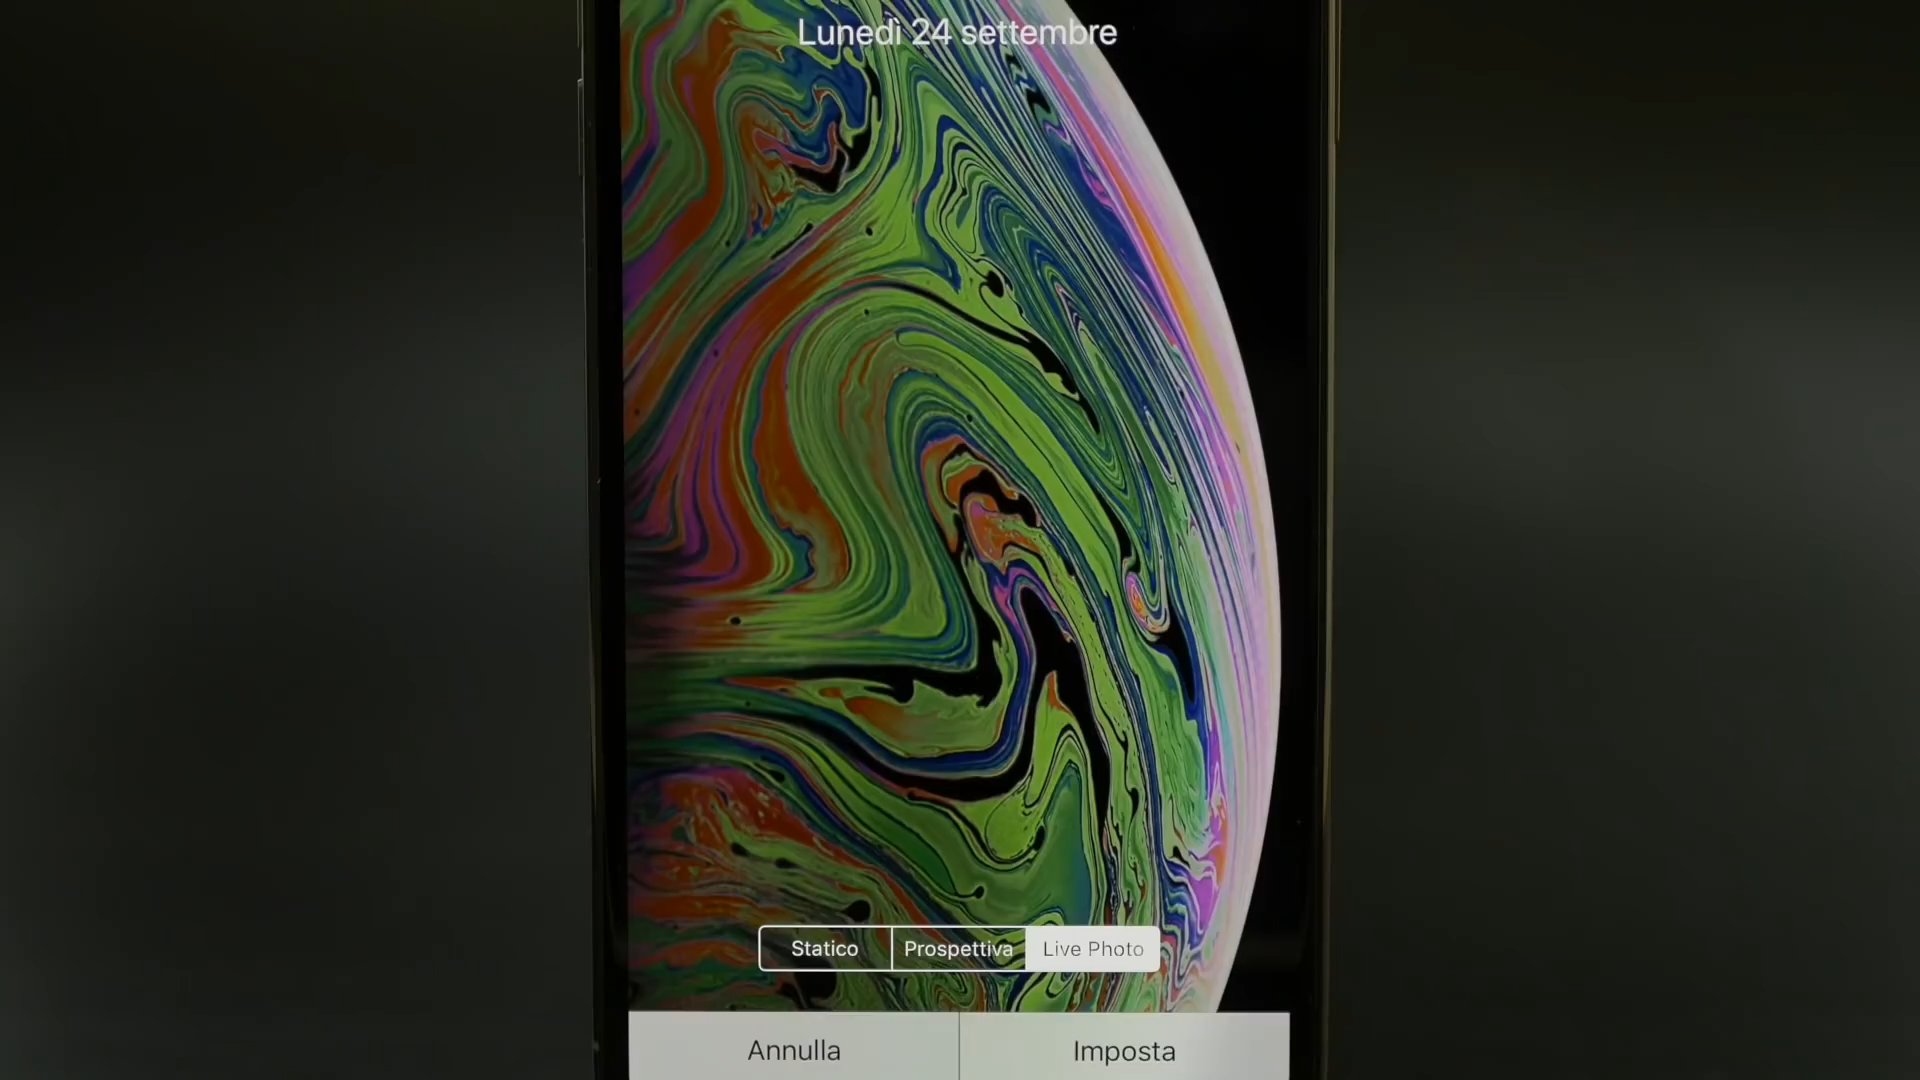 Lunedì 24 settembre
Statico Prospettiva Live Photo
Annulla Imposta